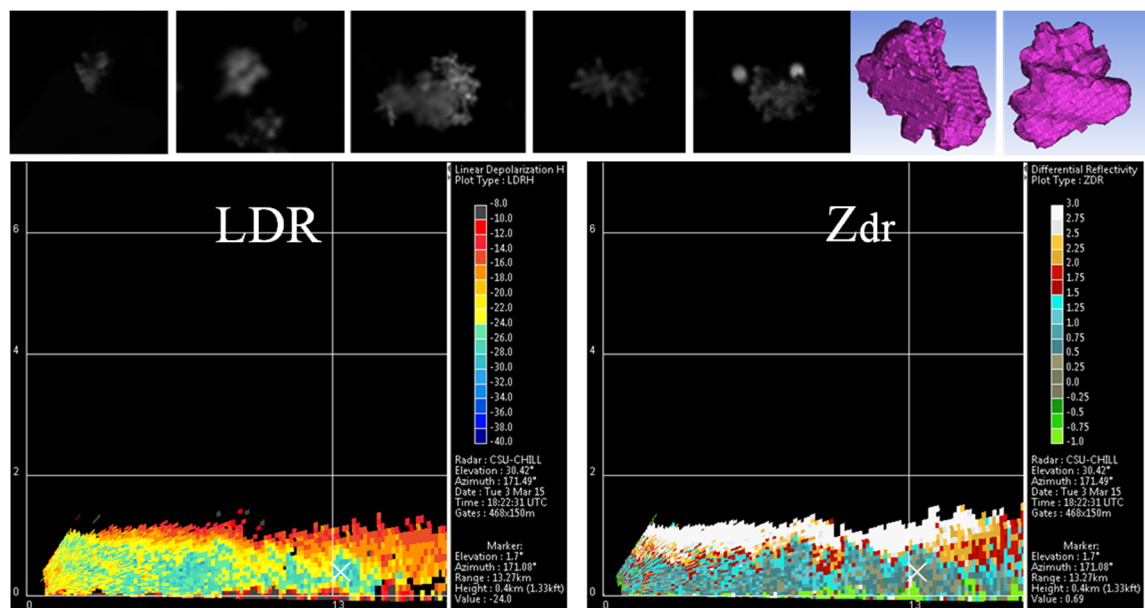 Linear Depolarization H
Plot Type : LDRH
-8.0
-10.0
-12.0
-14.0
-16.0
-18.0
-20.0
-22.0
-24.0
-26.0
-28.0
-30.0
-32.0
-34.0
-36.0
-38.0
-40.0
Radar : CSU-CHILL
Elevation : 30.42°
Azimuth : 171.49°
Date : Tue 3 Mar 15
Time : 18:22:31 UTC
Gates : 468x150m
Marker:
Elevation : 1.7°
Azimuth : 171.08°
Range : 13.27km
Height : 0.4km (1.33kft)
Value : -24.0
LDR
6
4
2
0
0
13
Differential Reflectivity
Plot Type : ZDR
3.0
2.75
2.5
2.25
2.0
1.75
1.5
1.25
1.0
0.75
0.5
0.25
0.0
-0.25
-0.5
-0.75
-1.0
Radar : CSU-CHILL
Elevation : 30.42°
Azimuth : 171.49°
Date : Tue 3 Mar 15
Time : 18:22:31 UTC
Gates : 468x150m
Marker:
Elevation : 1.7°
Azimuth : 171.08°
Range : 13.27km
Height : 0.4km (1.33kft)
Value : 0.69
Zdr
6
4
2
0
0
13